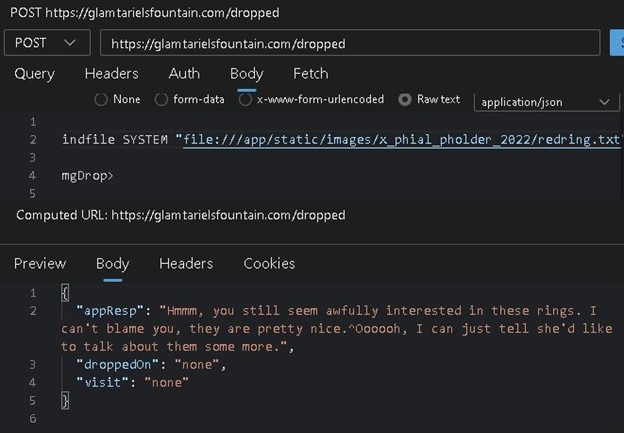 POST https://glamtarielsfountain.com/dropped
POST
https://glamtarielsfountain.com/dropped
S
Query Headers Auth Body Fetch
None form-data x-www-form-urlencoded Raw text application/json
1
2 indfile SYSTEM "file:///app/static/images/x_phial_pholder_2022/redring.txt"
3
4 mgDrop>
5
Computed URL: https://glamtarielsfountain.com/dropped
Preview Body Headers Cookies
1 {
2 "appResp": "Hmmm, you still seem awfully interested in these rings. I
can't blame you, they are pretty nice.^Oooooh, I can just tell she'd like
to talk about them some more.",
3 "droppedOn": "none",
4 "visit": "none"
5 }
6